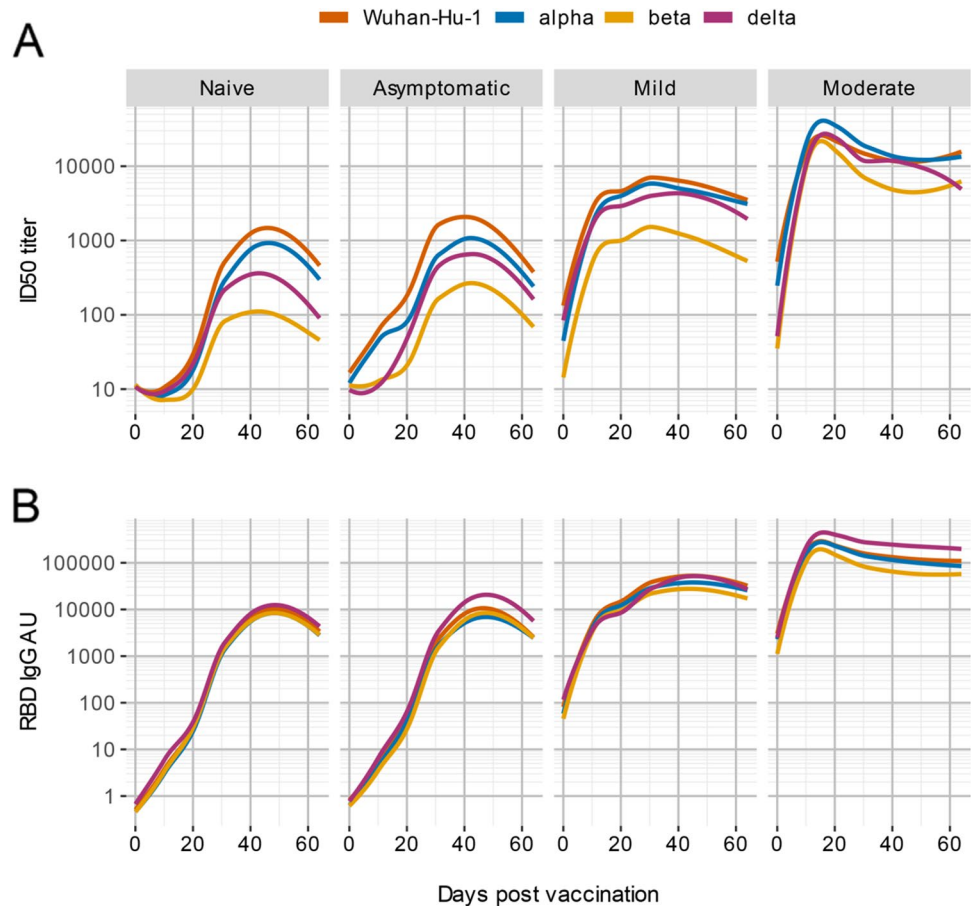 Wuhan-Hu-1 alpha beta delta
A
Naive Asymptomatic Mild Moderate
ID50 titer
10000
1000
100
10
0 20 40 60 0 20 40 60 0 20 40 60 0 20 40 60
B
RBD IgG AU
100000
10000
1000
100
10
1
0 20 40 60 0 20 40 60 0 20 40 60 0 20 40 60
Days post vaccination